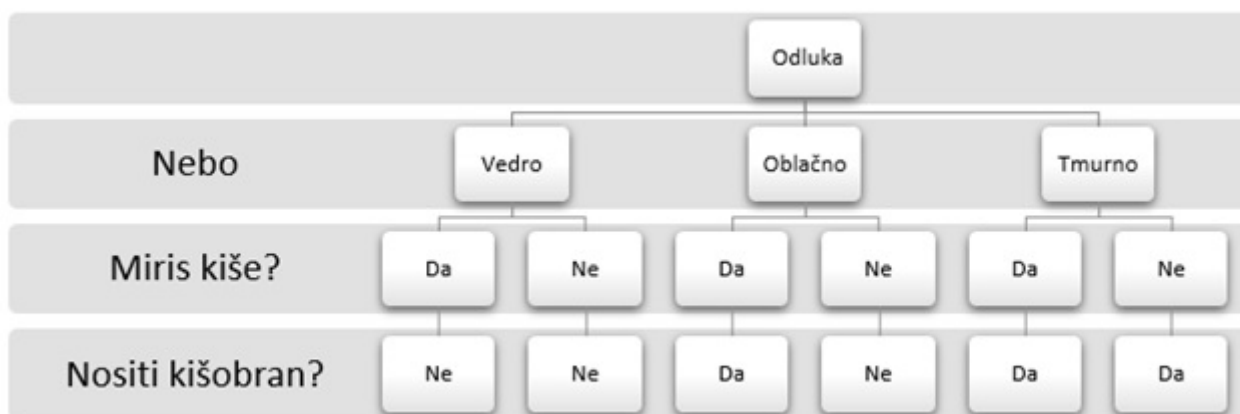 Odluka
Nebo Vedro Oblačno Tmurno
Miris kiše? Da Ne Da Ne Da Ne
Nositi kišobran? Ne Ne Da Ne Da Da